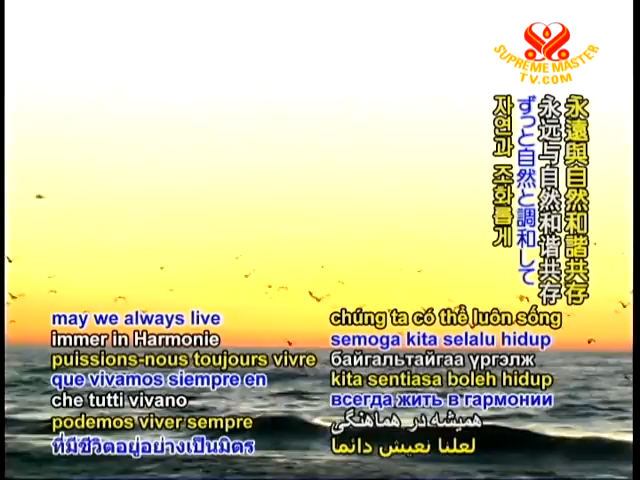 SUPREME MASTER
TV.COM
永遠與自然和諧共存
永远与自然和谐共存
ずっと自然と調和して
자연과 조화롭게
may we always live
immer in Harmonie
puissions-nous toujours vivre
que vivamos siempre en
che tutti vivano
podemos viver sempre
ที่มีชีวิตอยู่อย่างเป็นมิตร
chúng ta có thể luôn sống
semoga kita selalu hidup
байгальтайгаа үргэлж
kita sentiasa boleh hidup
всегда жить в гармонии
همیشه در هماهنگی
لعلنا نعيش دائما